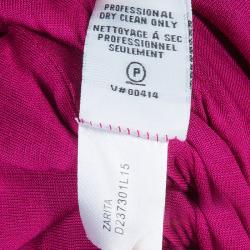 PROFESSIONAL
DRY CLEAN ONLY
NETTOYAGE À SEC
PROFESSIONNEL
SEULEMENT
P
V#00414
ZARITA
D237301L15